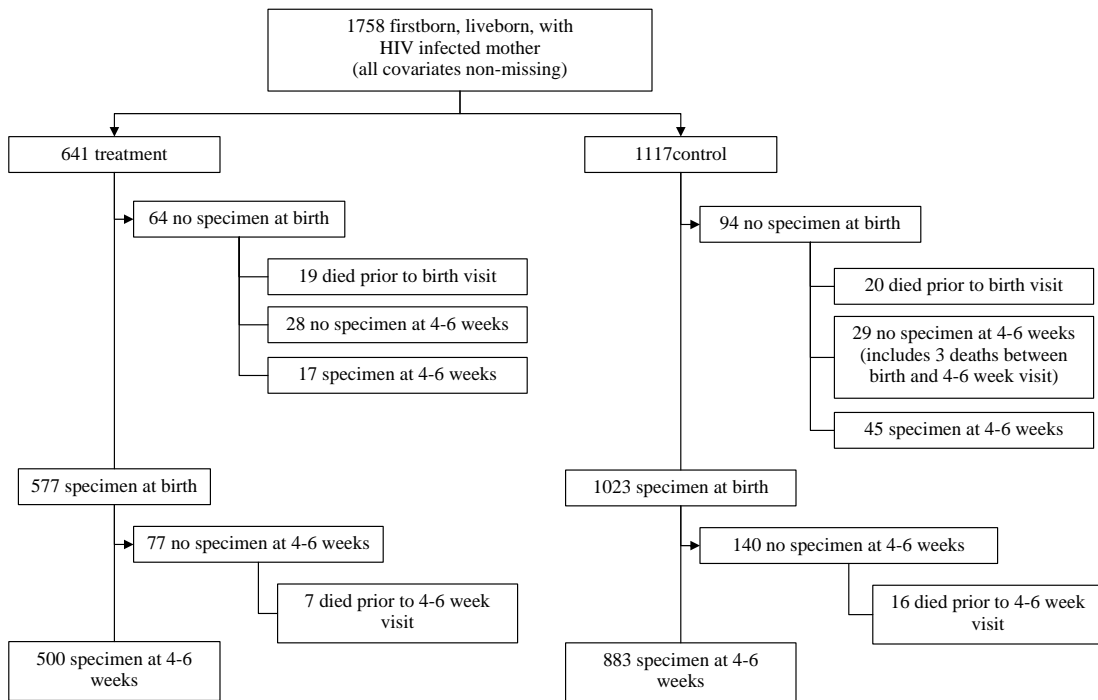 1758 firstborn, liveborn, with
HIV infected mother
(all covariates non-missing)
641 treatment
1117control
64 no specimen at birth
94 no specimen at birth
19 died prior to birth visit
20 died prior to birth visit
28 no specimen at 4-6 weeks
29 no specimen at 4-6 weeks
(includes 3 deaths between
birth and 4-6 week visit)
17 specimen at 4-6 weeks
45 specimen at 4-6 weeks
577 specimen at birth
1023 specimen at birth
77 no specimen at 4-6 weeks
140 no specimen at 4-6 weeks
7 died prior to 4-6 week
visit
16 died prior to 4-6 week
visit
500 specimen at 4-6
weeks
883 specimen at 4-6
weeks